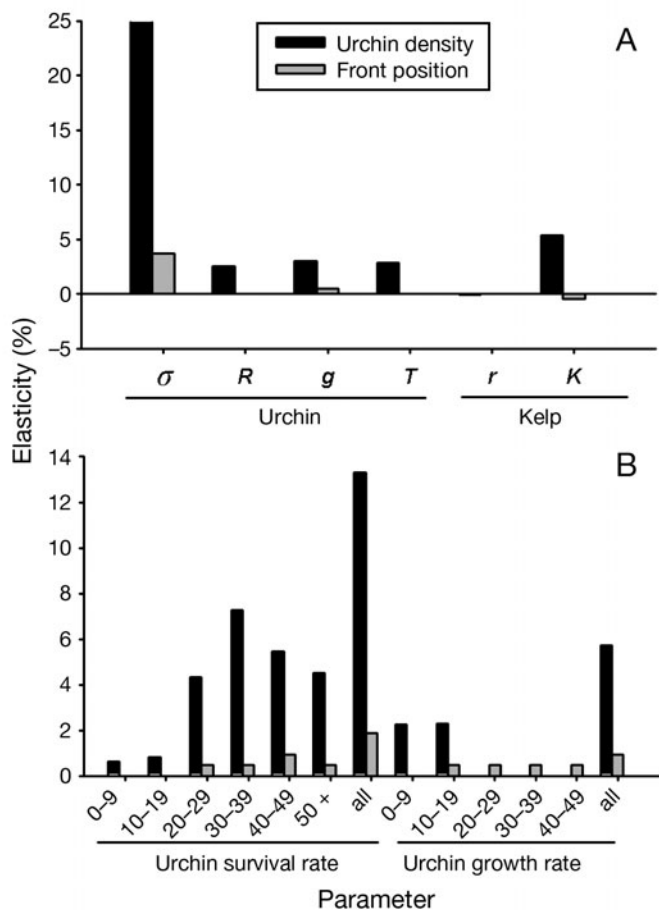 A
Urchin density
Front position
25
20
15
10
5
0
–5
σ R g T r K
Urchin Kelp
Elasticity (%)
B
14
12
10
8
6
4
2
0
0–9 10–19 20–29 30–39 40–49 50 + all 0–9 10–19 20–29 30–39 40–49 all
Urchin survival rate Urchin growth rate
Parameter